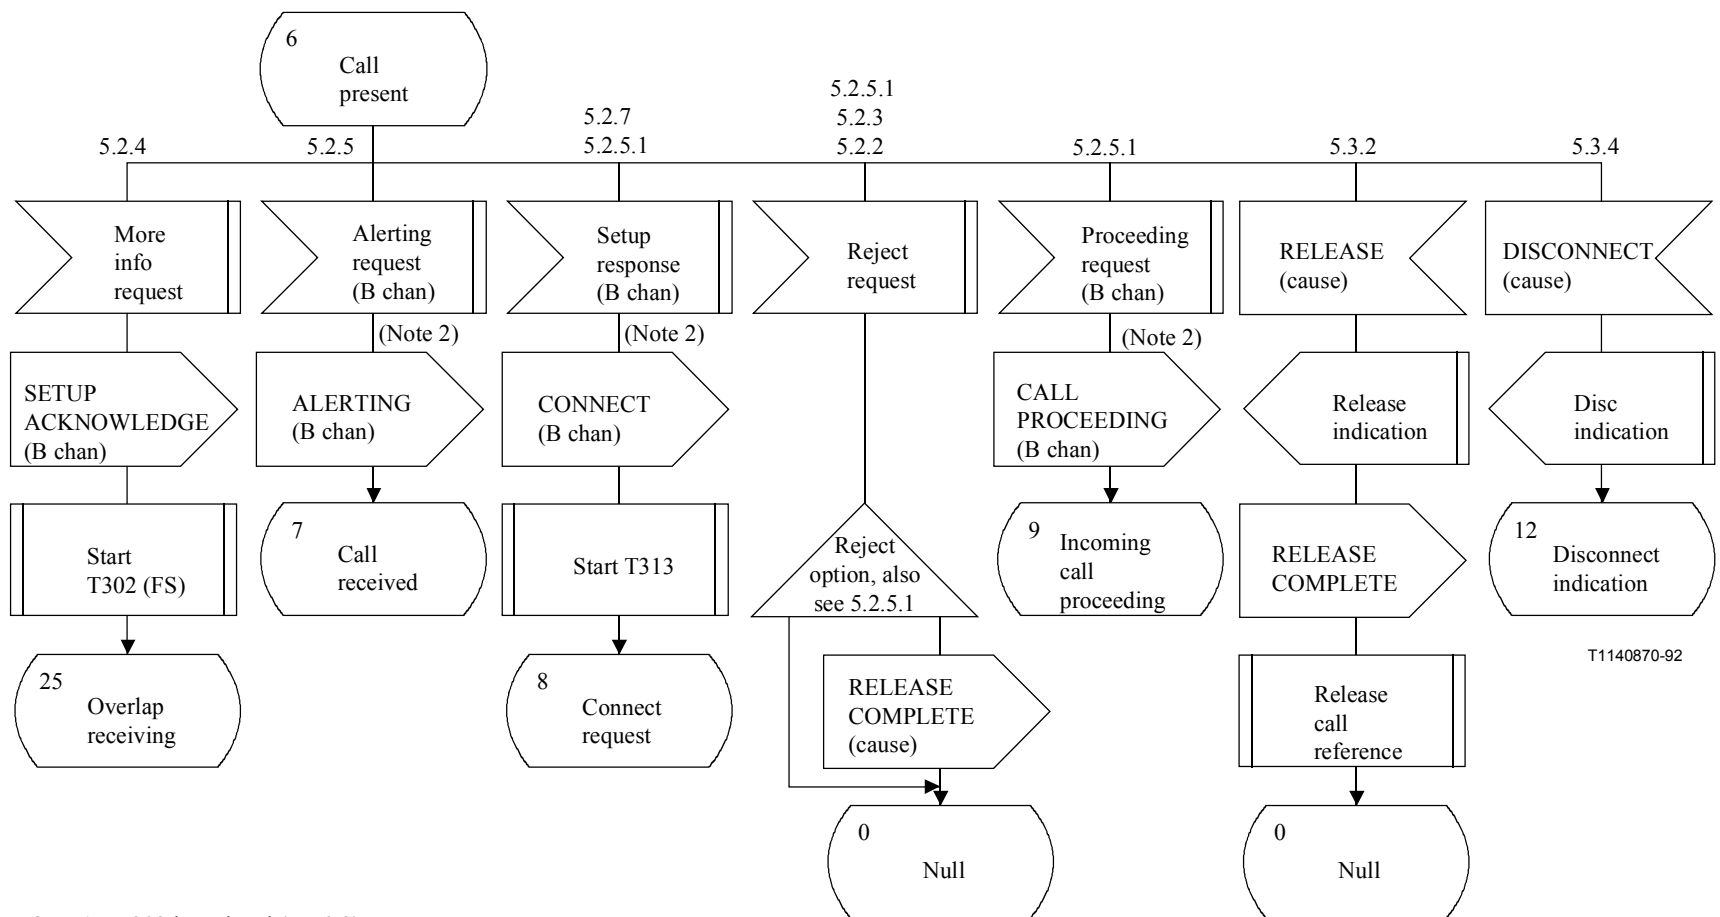 6
Call
present
5.2.4
5.2.5
5.2.7
5.2.5.1
5.2.5.1
5.2.3
5.2.2
5.2.5.1
5.3.2
5.3.4
More
info
request
Alerting
request
(B chan)
Setup
response
(B chan)
Reject
request
Proceeding
request
(B chan)
RELEASE
(cause)
DISCONNECT
(cause)
(Note 2)
(Note 2)
(Note 2)
SETUP
ACKNOWLEDGE
(B chan)
ALERTING
(B chan)
CONNECT
(B chan)
CALL
PROCEEDING
(B chan)
Release
indication
Disc
indication
Start
T302 (FS)
7
Call
received
Start T313
Reject
option, also
see 5.2.5.1
9
Incoming
call
proceeding
RELEASE
COMPLETE
12
Disconnect
indication
T1140870-92
25
Overlap
receiving
8
Connect
request
RELEASE
COMPLETE
(cause)
Release
call
reference
0
Null
0
Null